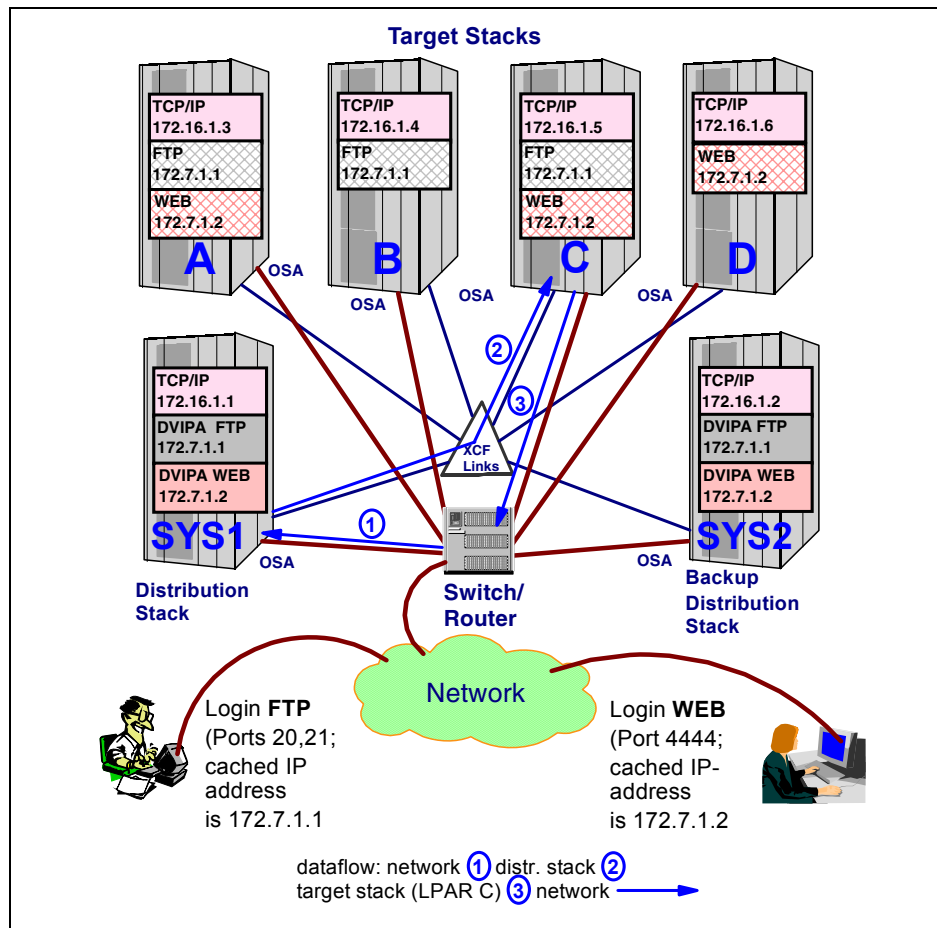 Target Stacks
TCP/IP
172.16.1.3
FTP
172.7.1.1
WEB
172.7.1.2
A
TCP/IP
172.16.1.4
FTP
172.7.1.1
B
TCP/IP
172.16.1.5
FTP
172.7.1.1
WEB
172.7.1.2
C
TCP/IP
172.16.1.6
WEB
172.7.1.2
D
OSA
OSA
OSA
OSA
2
3
XCF
Links
TCP/IP
172.16.1.1
DVIPA FTP
172.7.1.1
DVIPA WEB
172.7.1.2
SYS1
1
OSA
Distribution
Stack
TCP/IP
172.16.1.2
DVIPA FTP
172.7.1.1
DVIPA WEB
172.7.1.2
SYS2
OSA
Backup
Distribution
Stack
Switch/
Router
Network
Login FTP
(Ports 20,21;
cached IP
address
is 172.7.1.1
Login WEB
(Port 4444;
cached IP-
address
is 172.7.1.2
dataflow: network 1 distr. stack 2
target stack (LPAR C) 3 network